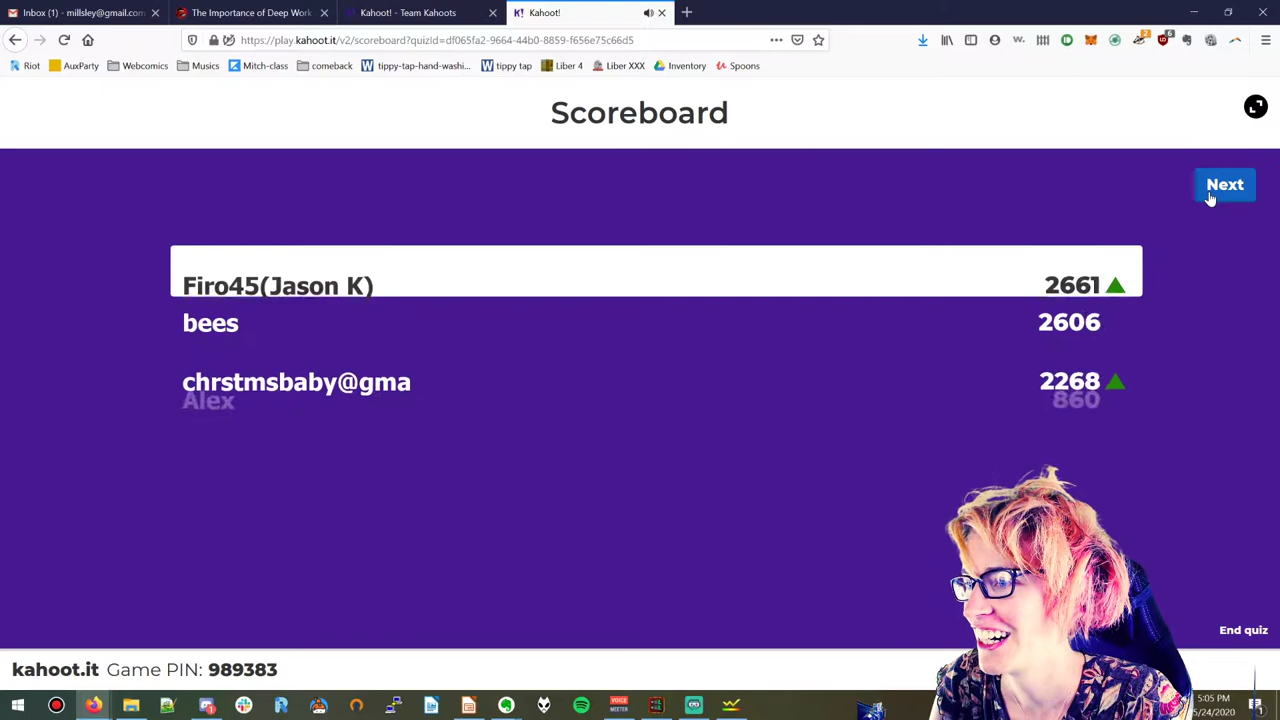 Inbox (1) - millsley@gmail.com
The Importance of Deep Work
Kahoot! - Team Kahoots
K! Kahoot!
https://play.kahoot.it/v2/scoreboard?quizId=df065fa2-9664-44b0-8859-f656e75c66d5
Riot AuxParty Webcomics Musics Mitch-class comeback tippy-tap-hand-washi... tippy tap Liber 4 Liber XXX Inventory Spoons
Scoreboard
Next
Firo45(Jason K) 2661
bees 2606
chrstmsbaby@gma 2268
Alex 860
End quiz
kahoot.it Game PIN: 989383
VOICE MEETER
5:05 PM
5/24/2020